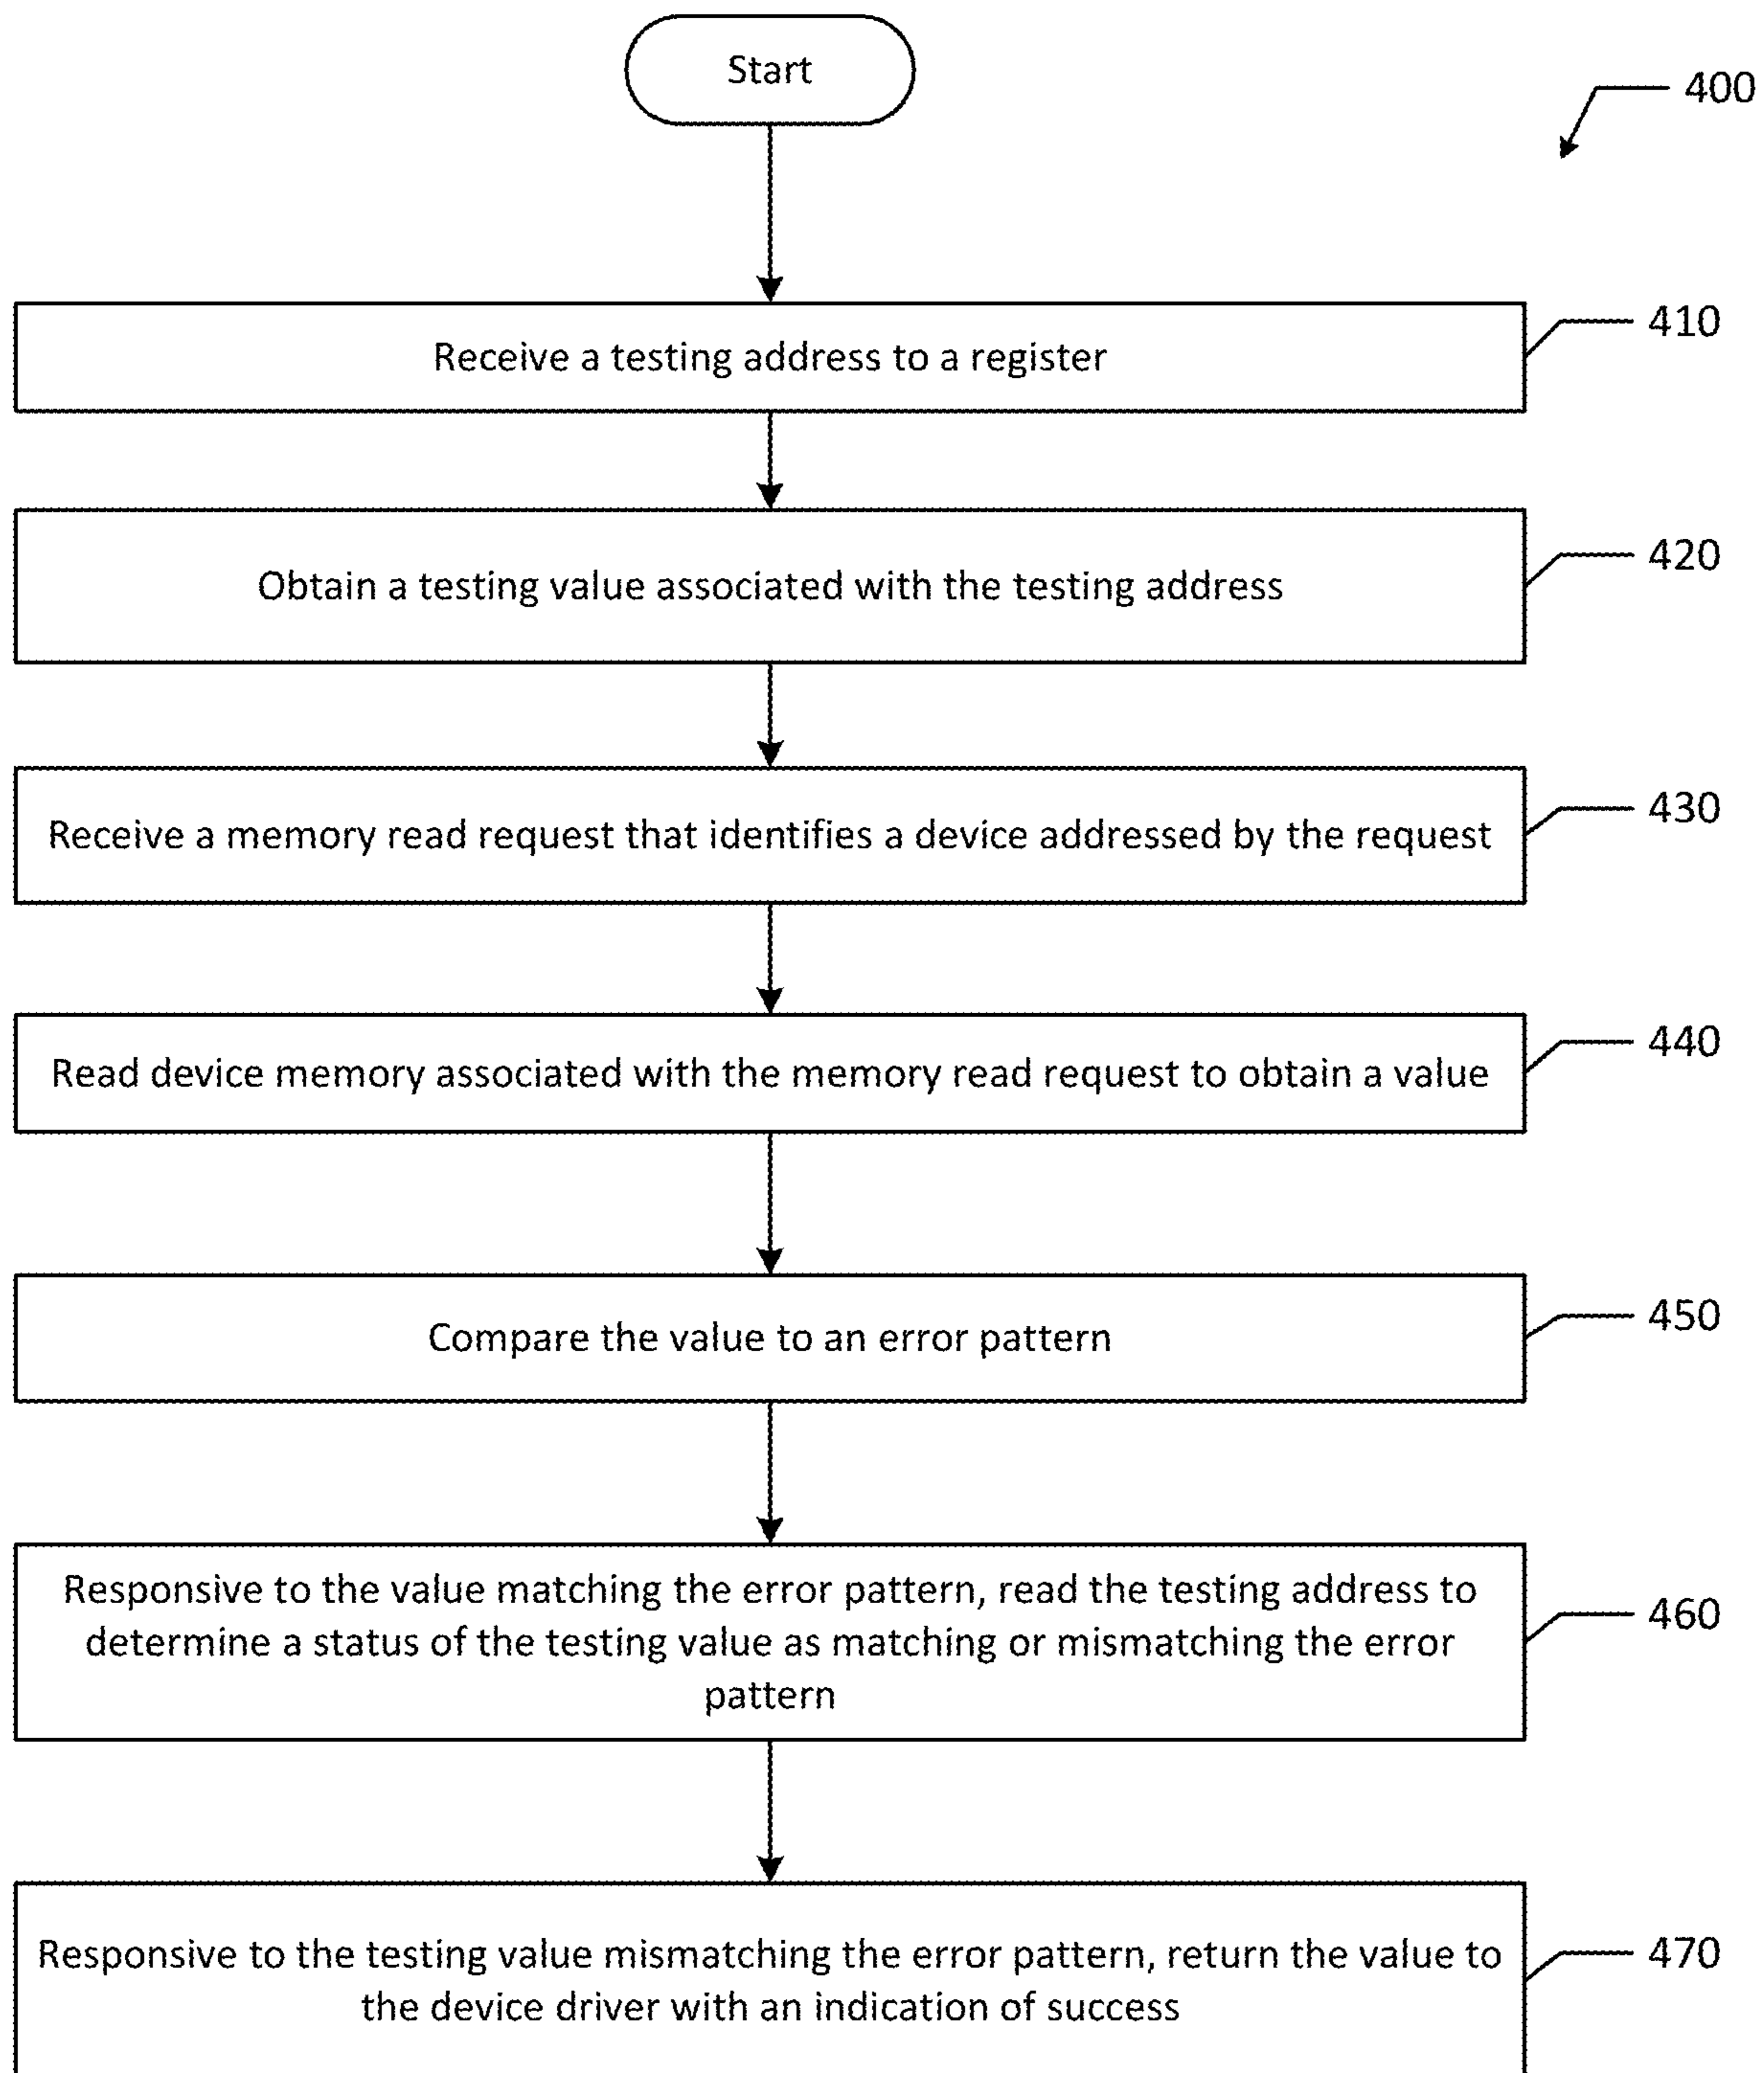 Start
400
Receive a testing address to a register
410
Obtain a testing value associated with the testing address
420
Receive a memory read request that identifies a device addressed by the request
430
Read device memory associated with the memory read request to obtain a value
440
Compare the value to an error pattern
450
Responsive to the value matching the error pattern, read the testing address to
determine a status of the testing value as matching or mismatching the error
pattern
460
Responsive to the testing value mismatching the error pattern, return the value to
the device driver with an indication of success
470